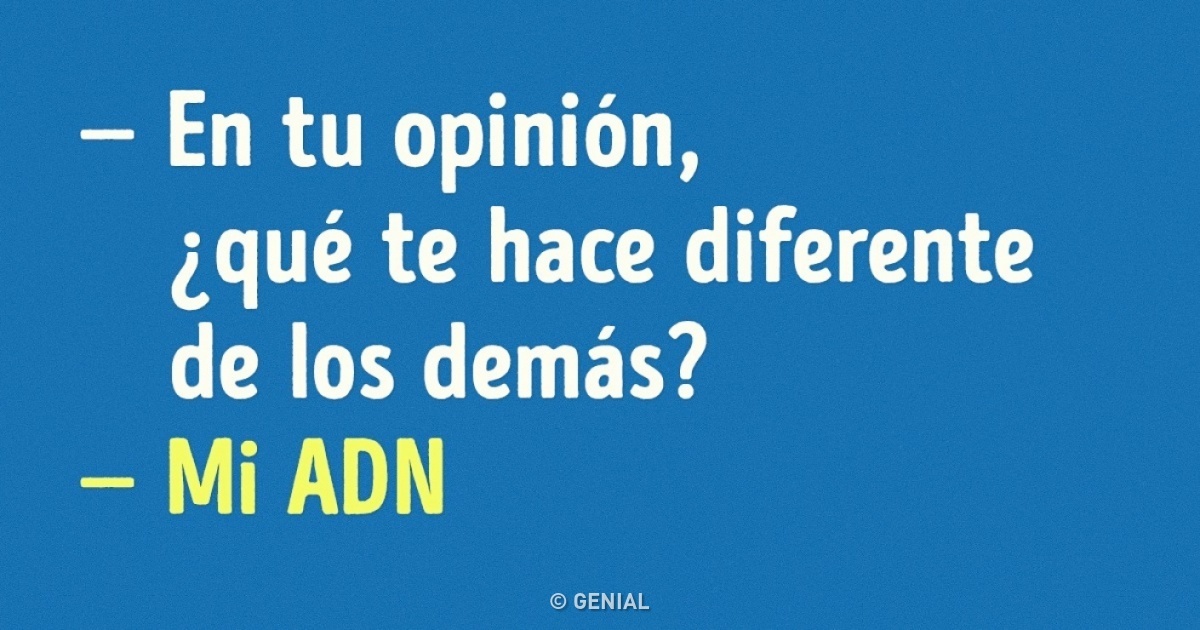 — En tu opinión,
¿qué te hace diferente
de los demás?
— Mi ADN
© GENIAL